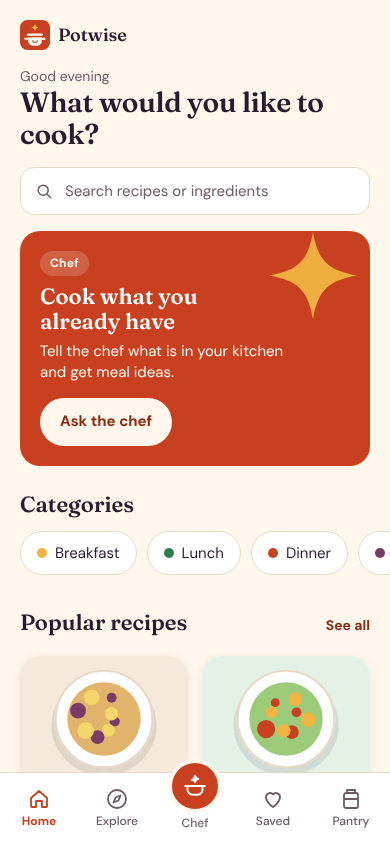 Potwise
Good evening
What would you like to
cook?
Search recipes or ingredients
Chef
Cook what you
already have
Tell the chef what is in your kitchen
and get meal ideas.
Ask the chef
Categories
Breakfast
Lunch
Dinner
Popular recipes
See all
Home
Explore
Chef
Saved
Pantry